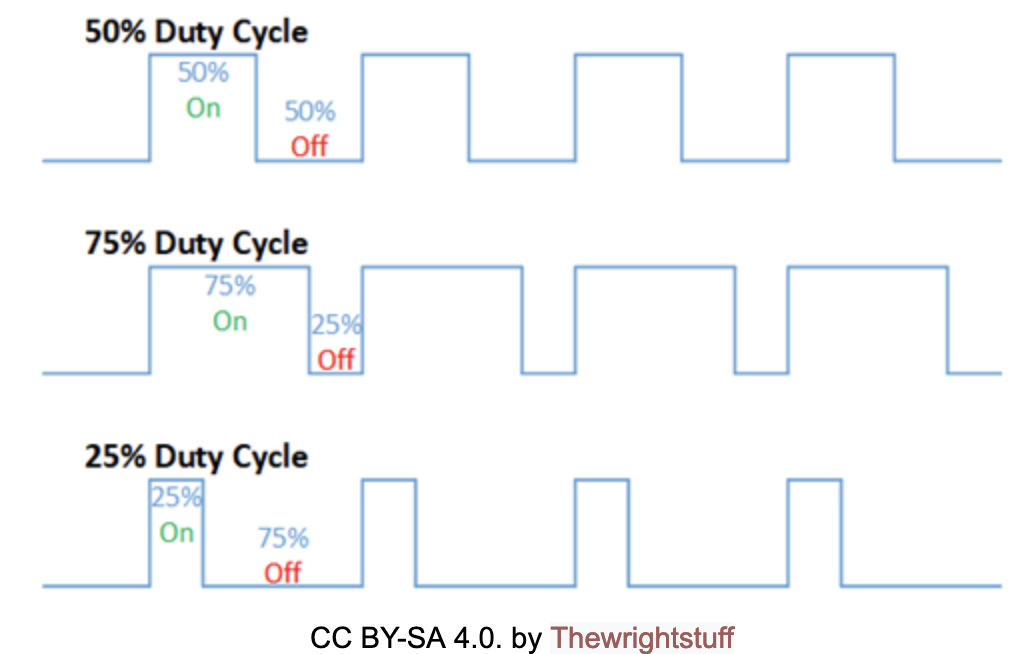 50% Duty Cycle
50%
On
50%
Off
75% Duty Cycle
75%
On
25%
Off
25% Duty Cycle
25%
On
75%
Off
CC BY-SA 4.0. by Thewrightstuff